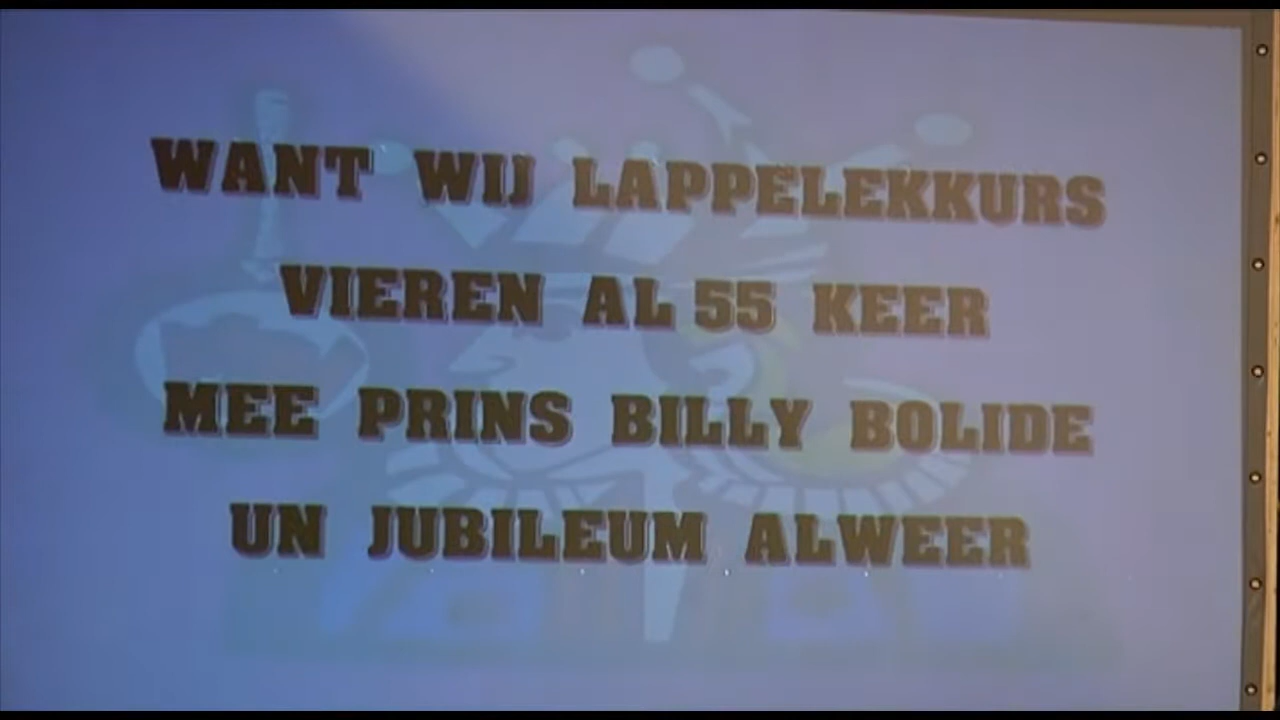 WANT WIJ LAPPELEKKURS
VIEREN AL 55 KEER
MEE PRINS BILLY BOLIDE
UN JUBILEUM ALWEER